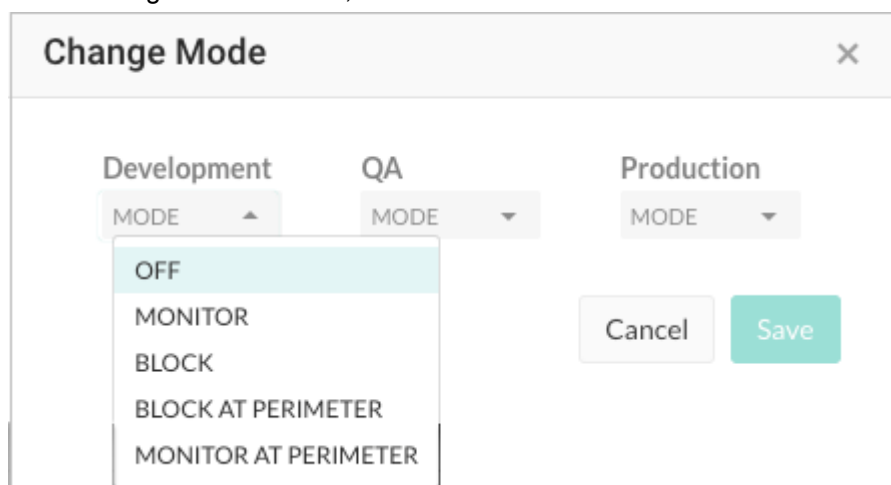 Change Mode ×
Development QA Production
MODE MODE MODE
OFF
MONITOR
BLOCK
BLOCK AT PERIMETER
MONITOR AT PERIMETER
Cancel Save